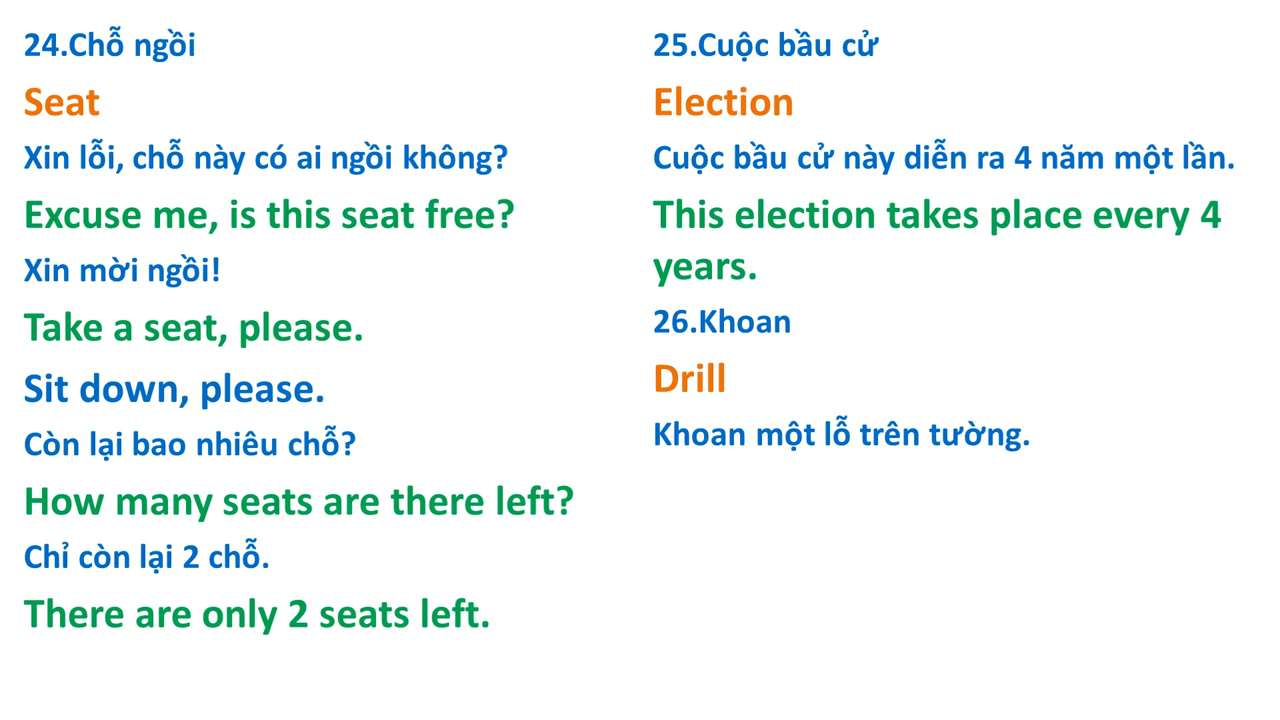 24.Chỗ ngồi
Seat
Xin lỗi, chỗ này có ai ngồi không?
Excuse me, is this seat free?
Xin mời ngồi!
Take a seat, please.
Sit down, please.
Còn lại bao nhiêu chỗ?
How many seats are there left?
Chỉ còn lại 2 chỗ.
There are only 2 seats left.
25.Cuộc bầu cử
Election
Cuộc bầu cử này diễn ra 4 năm một lần.
This election takes place every 4
years.
26.Khoan
Drill
Khoan một lỗ trên tường.